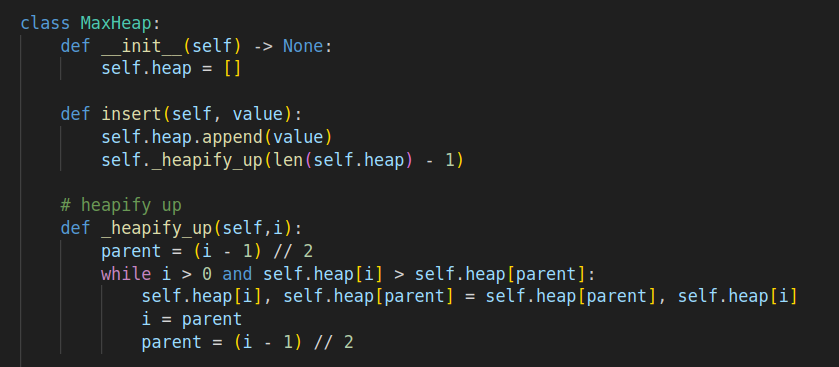 class MaxHeap:
    def __init__(self) -> None:
        self.heap = []

    def insert(self, value):
        self.heap.append(value)
        self._heapify_up(len(self.heap) - 1)

    # heapify up
    def _heapify_up(self,i):
        parent = (i - 1) // 2
        while i > 0 and self.heap[i] > self.heap[parent]:
            self.heap[i], self.heap[parent] = self.heap[parent], self.heap[i]
            i = parent
            parent = (i - 1) // 2